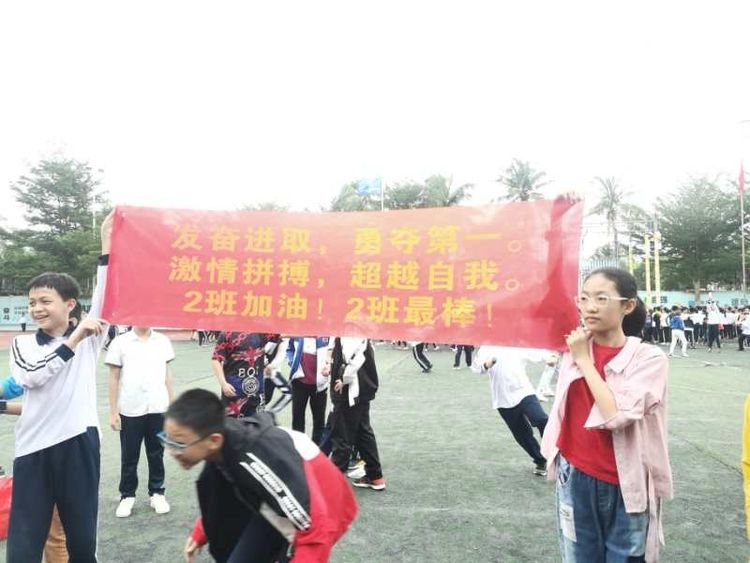 发奋进取，勇夺第一。
激情拼搏，超越自我。
2班加油！2班最棒！